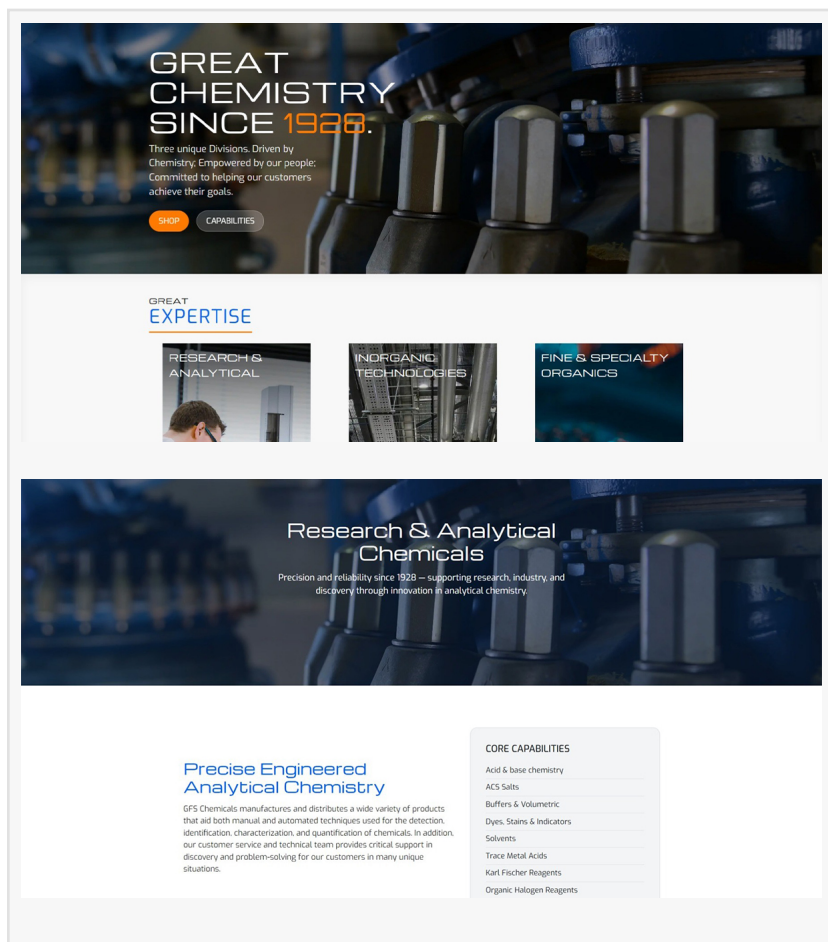 GREAT
CHEMISTRY
SINCE 1928.
Three unique Divisions. Driven by
Chemistry; Empowered by our people;
Committed to helping our customers
achieve their goals.
SHOP
CAPABILITIES
GREAT
EXPERTISE
RESEARCH &
ANALYTICAL
INORGANIC
TECHNOLOGIES
FINE & SPECIALTY
ORGANICS
Research & Analytical
Chemicals
Precision and reliability since 1928 — supporting research, industry, and
discovery through innovation in analytical chemistry.
Precise Engineered
Analytical Chemistry
GFS Chemicals manufactures and distributes a wide variety of products
that aid both manual and automated techniques used for the detection,
identification, characterization, and quantification of chemicals. In addition,
our customer service and technical team provides critical support in
discovery and problem-solving for our customers in many unique
situations.
CORE CAPABILITIES
Acid & base chemistry
ACS Salts
Buffers & Volumetric
Dyes, Stains & Indicators
Solvents
Trace Metal Acids
Karl Fischer Reagents
Organic Halogen Reagents